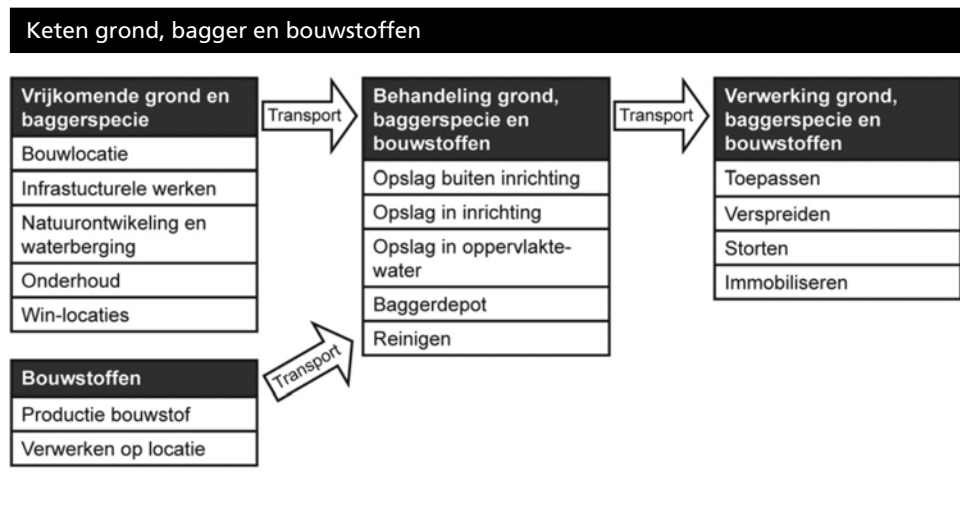 Keten grond, bagger en bouwstoffen
Vrijkomende grond en
baggerspecie
Bouwlocatie
Infrastucturele werken
Natuurontwikeling en
waterberging
Onderhoud
Win-locaties
Bouwstoffen
Productie bouwstof
Verwerken op locatie
Transport
Transport
Behandeling grond,
baggerspecie en
bouwstoffen
Opslag buiten inrichting
Opslag in inrichting
Opslag in oppervlakte-
water
Baggerdepot
Reinigen
Transport
Verwerking grond,
baggerspecie en
bouwstoffen
Toepassen
Verspreiden
Storten
Immobiliseren